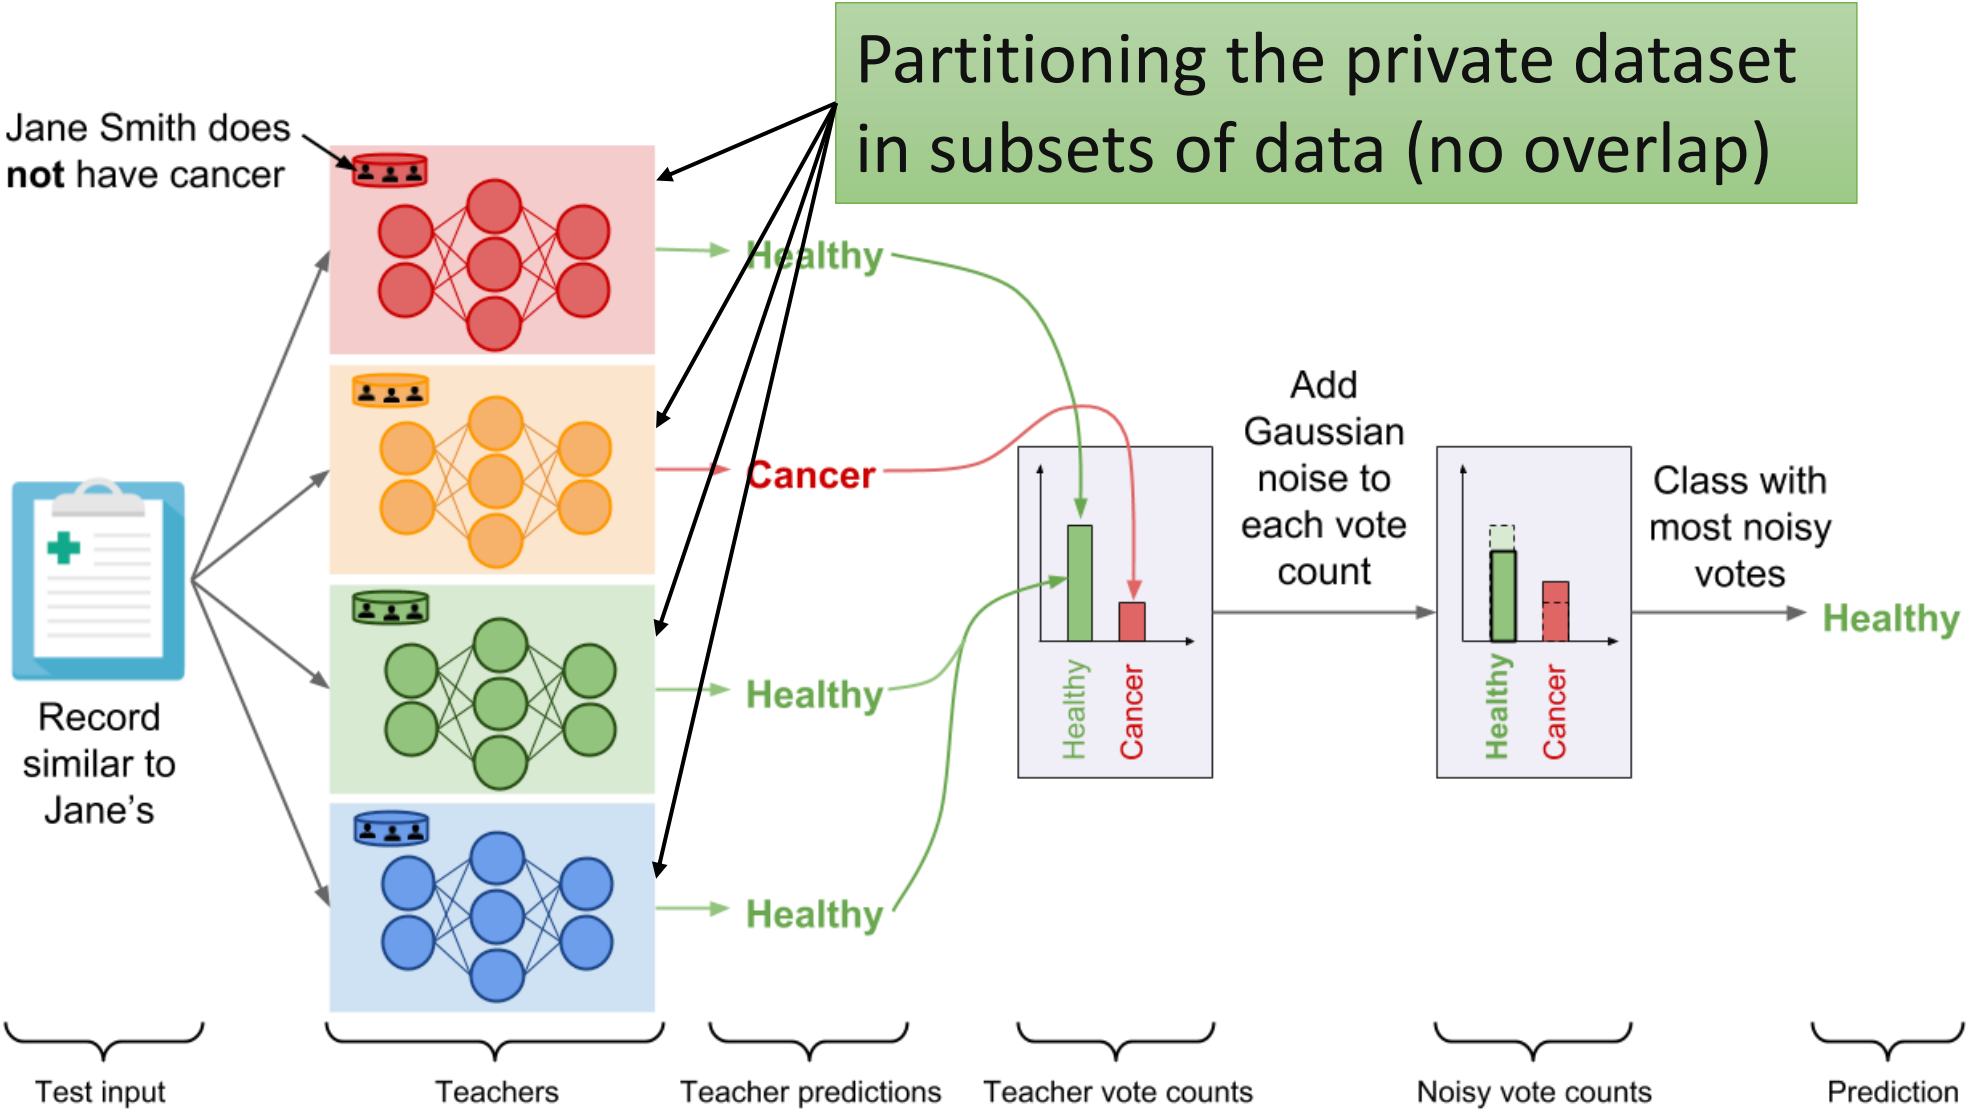 Partitioning the private dataset
in subsets of data (no overlap)
Jane Smith does
not have cancer
Healthy
Cancer
Healthy
Healthy
Record
similar to
Jane’s
Healthy
Cancer
Add
Gaussian
noise to
each vote
count
Healthy
Cancer
Class with
most noisy
votes
Healthy
Test input
Teachers
Teacher predictions
Teacher vote counts
Noisy vote counts
Prediction